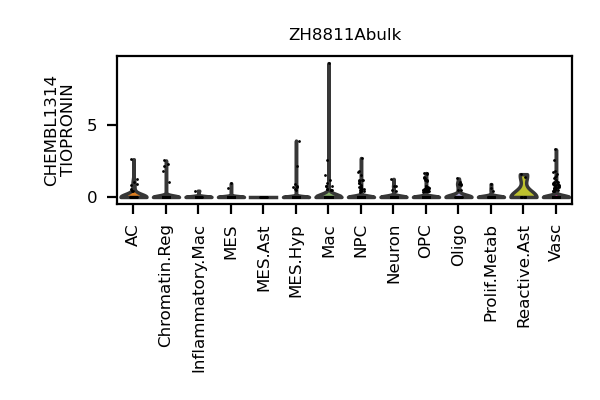 ZH8811Abulk
CHEMBL1314
TIOPRONIN
5
0
AC
Chromatin.Reg
Inflammatory.Mac
MES
MES.Ast
MES.Hyp
Mac
NPC
Neuron
OPC
Oligo
Prolif.Metab
Reactive.Ast
Vasc